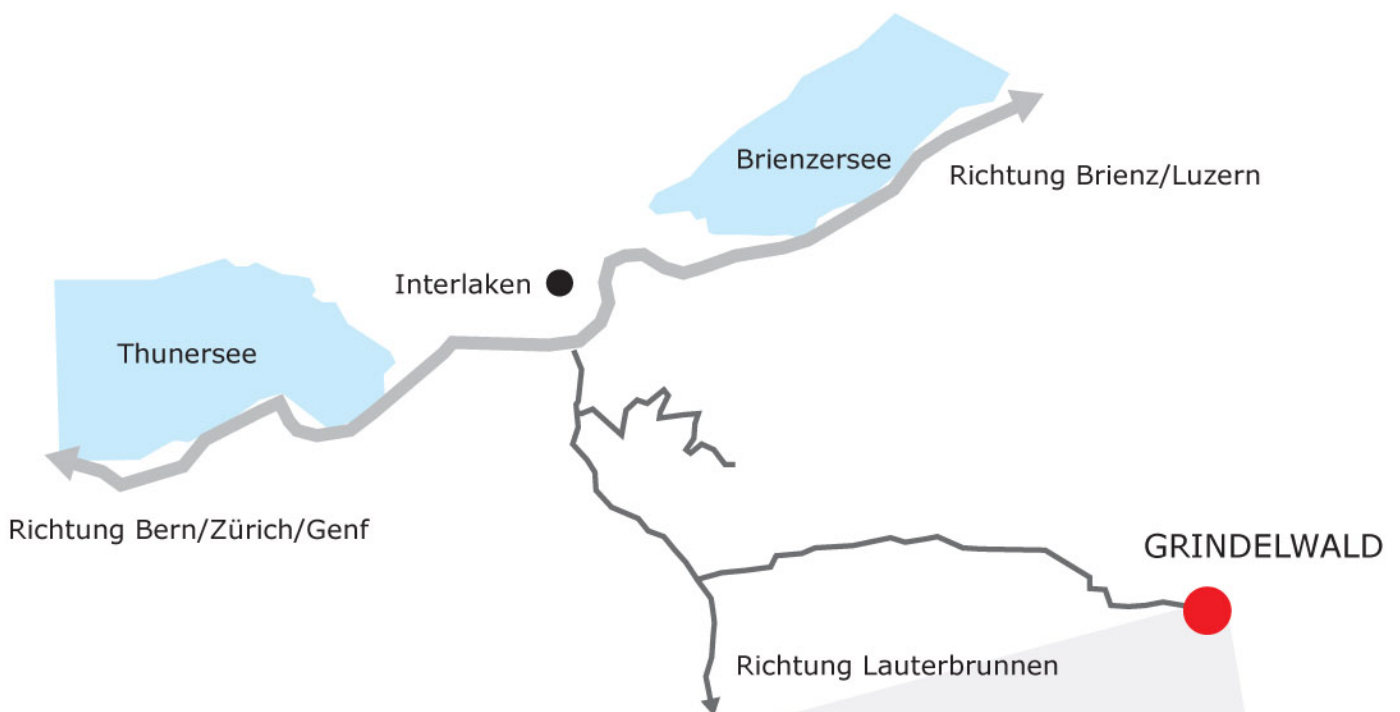 Brienzersee
Richtung Brienz/Luzern
Interlaken
Thunersee
Richtung Bern/Zürich/Genf
GRINDELWALD
Richtung Lauterbrunnen